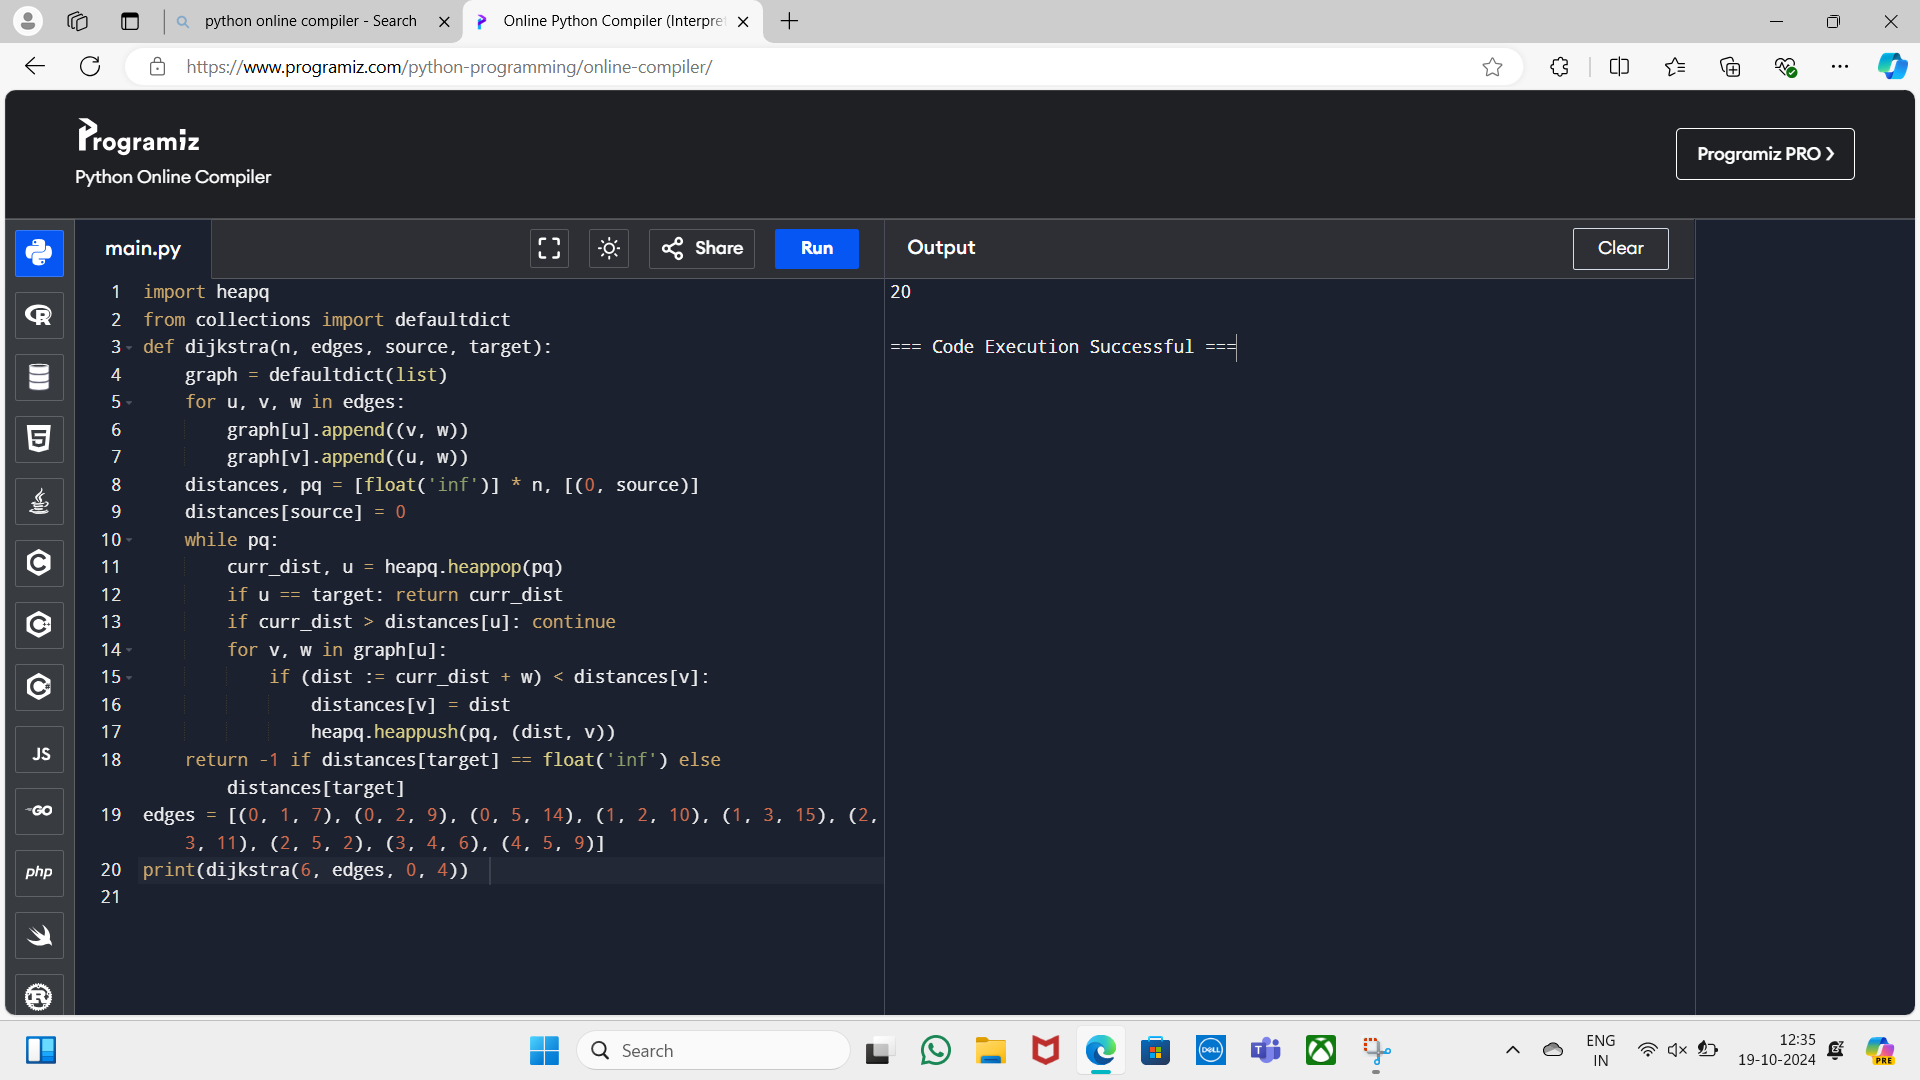 python online compiler - Search
Online Python Compiler (Interpre
https://www.programiz.com/python-programming/online-compiler/
Programiz
Python Online Compiler
Programiz PRO ❯
main.py
Share
Run
Output
Clear
1 import heapq
2 from collections import defaultdict
3 def dijkstra(n, edges, source, target):
4     graph = defaultdict(list)
5     for u, v, w in edges:
6         graph[u].append((v, w))
7         graph[v].append((u, w))
8     distances, pq = [float('inf')] * n, [(0, source)]
9     distances[source] = 0
10     while pq:
11         curr_dist, u = heapq.heappop(pq)
12         if u == target: return curr_dist
13         if curr_dist > distances[u]: continue
14         for v, w in graph[u]:
15             if (dist := curr_dist + w) < distances[v]:
16                 distances[v] = dist
17                 heapq.heappush(pq, (dist, v))
18     return -1 if distances[target] == float('inf') else
        distances[target]
19 edges = [(0, 1, 7), (0, 2, 9), (0, 5, 14), (1, 2, 10), (1, 3, 15), (2,
    3, 11), (2, 5, 2), (3, 4, 6), (4, 5, 9)]
20 print(dijkstra(6, edges, 0, 4))
21
20
=== Code Execution Successful ===
JS
GO
php
Search
DELL
ENG
IN
12:35
19-10-2024
PRE